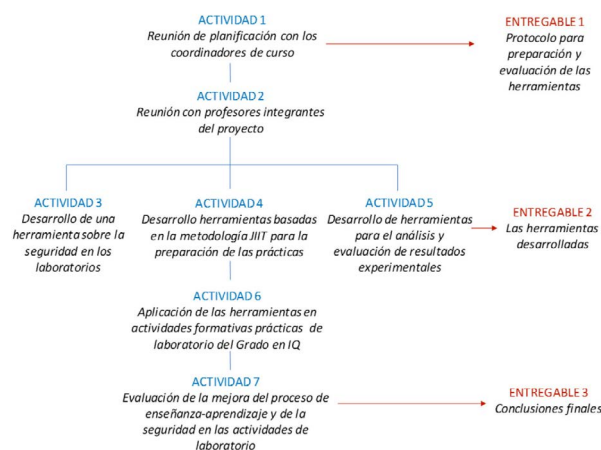 ACTIVIDAD 1
Reunión de planificación con los
coordinadores de curso
ENTREGABLE 1
Protocolo para
preparación y
evaluación de las
herramientas
ACTIVIDAD 2
Reunión con profesores integrantes
del proyecto
ACTIVIDAD 3
Desarrollo de una
herramienta sobre la
seguridad en los
laboratorios
ACTIVIDAD 4
Desarrollo herramientas basadas
en la metodología JIIT para la
preparación de las prácticas
ACTIVIDAD 5
Desarrollo de herramientas
para el análisis y
evaluación de resultados
experimentales
ENTREGABLE 2
Las herramientas
desarrolladas
ACTIVIDAD 6
Aplicación de las herramientas en
actividades formativas prácticas de
laboratorio del Grado en IQ
ACTIVIDAD 7
Evaluación de la mejora del proceso de
enseñanza-aprendizaje y de la
seguridad en las actividades de
laboratorio
ENTREGABLE 3
Conclusiones finales